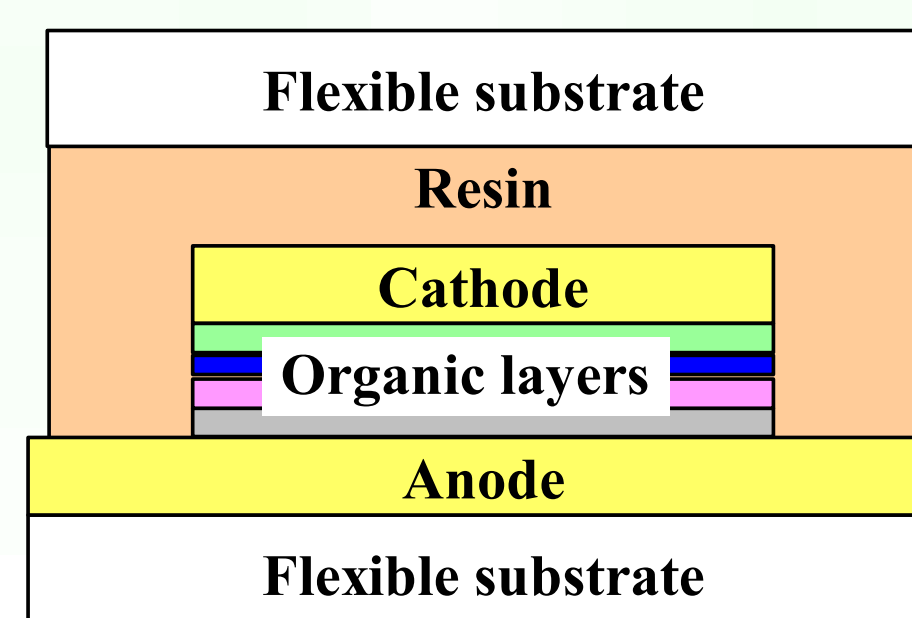 Flexible substrate
Resin
Cathode
Organic layers
Anode
Flexible substrate